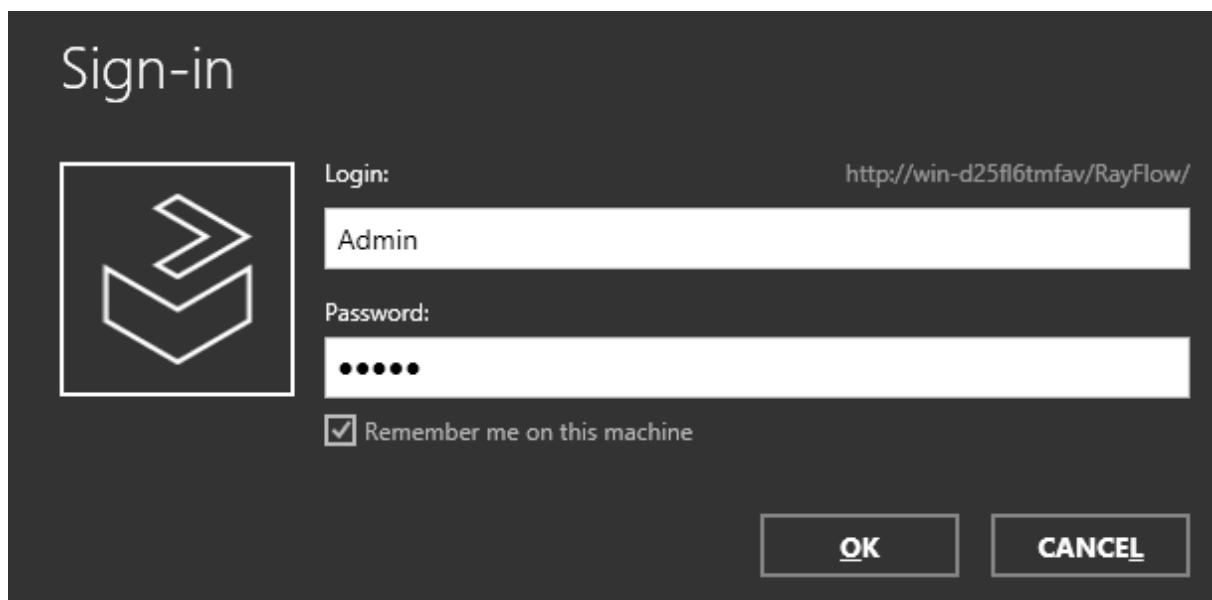 Sign-in
Login: http://win-d25fl6tmfav/RayFlow/
Admin
Password:
•••••
Remember me on this machine
OK CANCEL